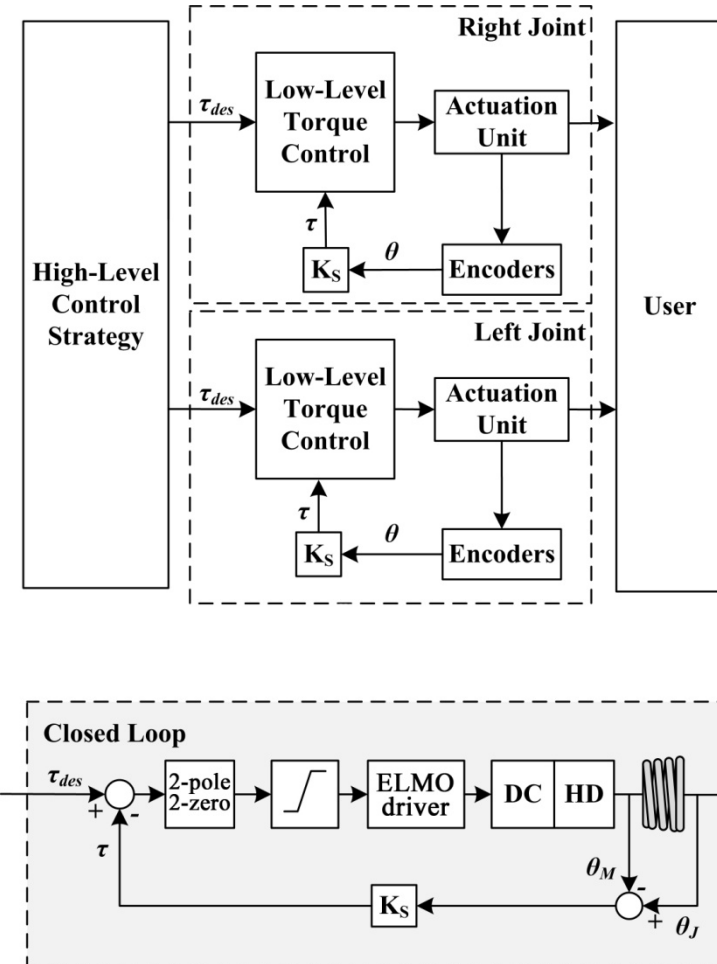 Right Joint
Low-Level
Torque
Control
τdes
Actuation
Unit
τ
θ
KS
Encoders
High-Level
Control
Strategy
User
Left Joint
Low-Level
Torque
Control
τdes
Actuation
Unit
τ
θ
KS
Encoders
Closed Loop
τdes
+
-
2-pole
2-zero
ELMO
driver
DC
HD
τ
θM
-
KS
+
θJ